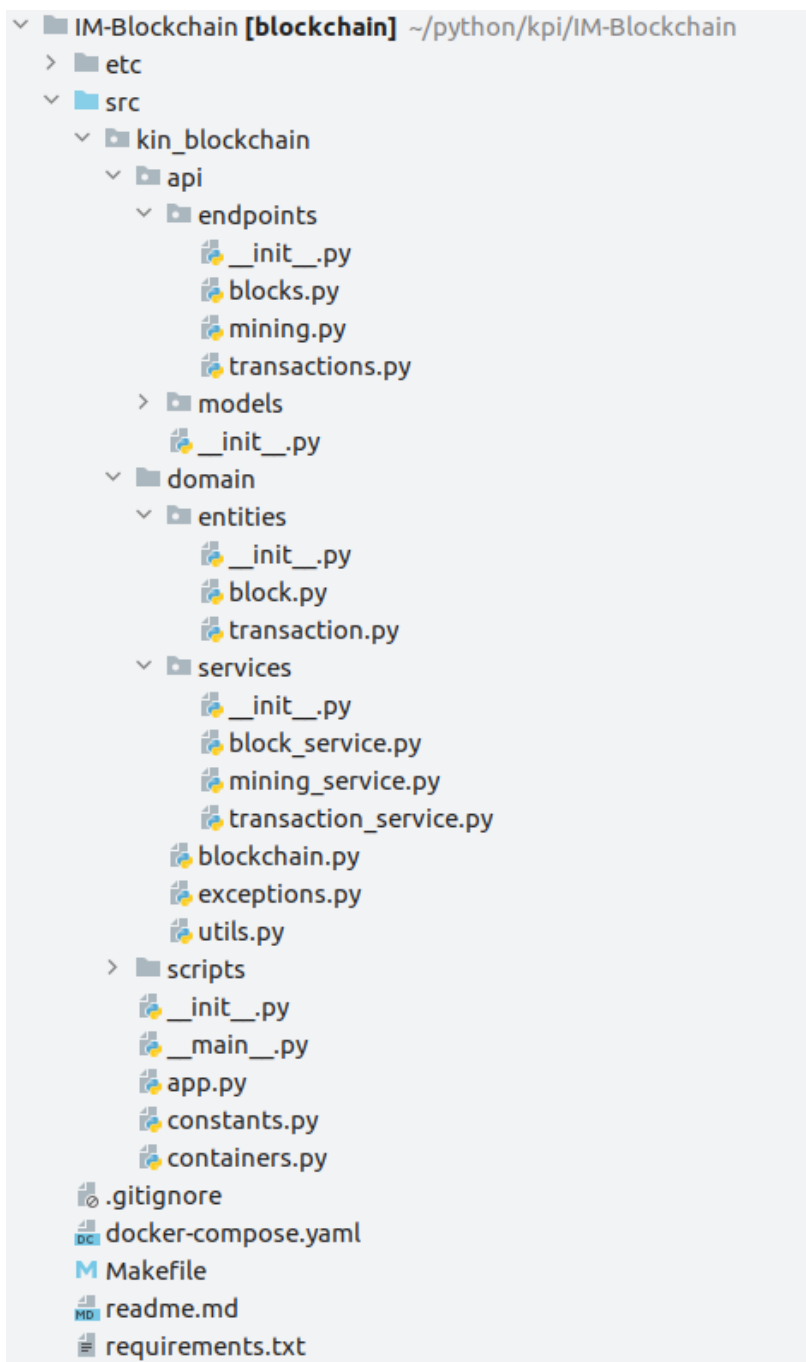 IM-Blockchain [blockchain] ~/python/kpi/IM-Blockchain
etc
src
kin_blockchain
api
endpoints
__init__.py
blocks.py
mining.py
transactions.py
models
__init__.py
domain
entities
__init__.py
block.py
transaction.py
services
__init__.py
block_service.py
mining_service.py
transaction_service.py
blockchain.py
exceptions.py
utils.py
scripts
__init__.py
__main__.py
app.py
constants.py
containers.py
.gitignore
DC docker-compose.yaml
M Makefile
MD readme.md
requirements.txt